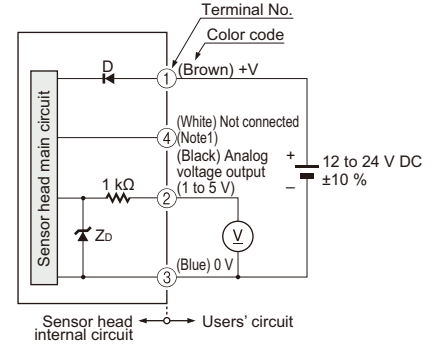 Terminal No.
Color code
D
1
(Brown) +V
Sensor head main circuit
(White) Not connected
4
(Note1)
(Black) Analog
voltage output
(1 to 5 V)
+
12 to 24 V DC
−
±10 %
1 kΩ
2
ZD
V
3
(Blue) 0 V
Sensor head
internal circuit
Users' circuit